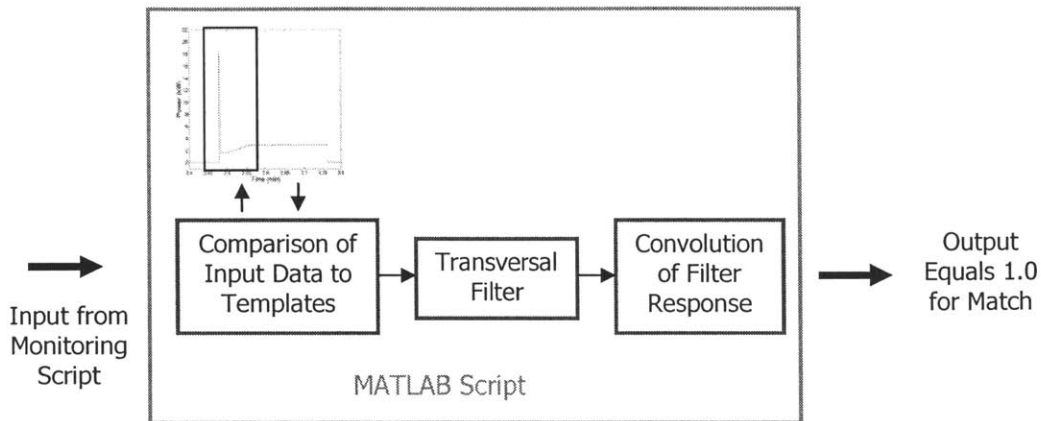 Power (kW)
Time (min)
Comparison of
Input Data to
Templates
Transversal
Filter
Convolution
of Filter
Response
Input from
Monitoring
Script
Output
Equals 1.0
for Match
MATLAB Script